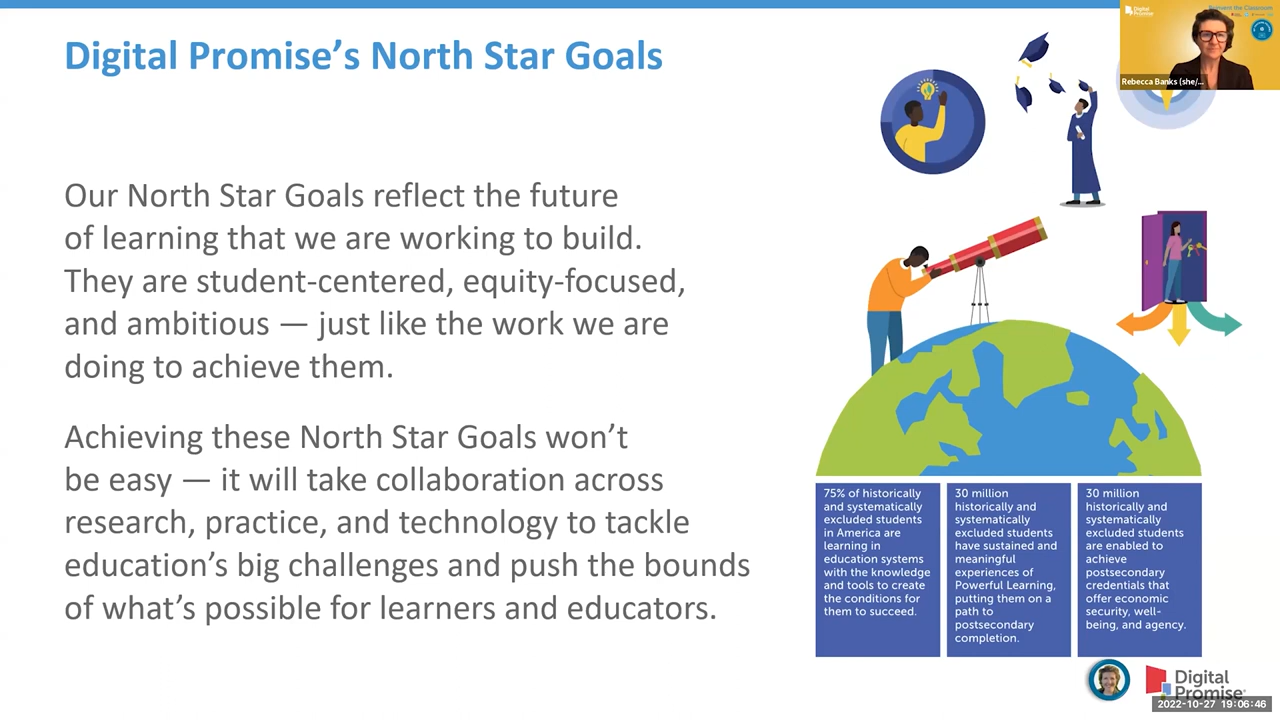 Digital Promise’s North Star Goals
Our North Star Goals reflect the future
of learning that we are working to build.
They are student-centered, equity-focused,
and ambitious — just like the work we are
doing to achieve them.
Achieving these North Star Goals won’t
be easy — it will take collaboration across
research, practice, and technology to tackle
education’s big challenges and push the bounds
of what’s possible for learners and educators.
Digital
Promise
Rebecca Banks (she/...
75% of historically
and systematically
excluded students
in America are
learning in
education systems
with the knowledge
and tools to create
the conditions for
them to succeed.
30 million
historically and
systematically
excluded students
have sustained and
meaningful
experiences of
Powerful Learning,
putting them on a
path to
postsecondary
completion.
30 million
historically and
systematically
excluded students
are enabled to
achieve
postsecondary
credentials that
offer economic
security, well-
being, and agency.
Digital
Promise
2022-10-27 19:06:46